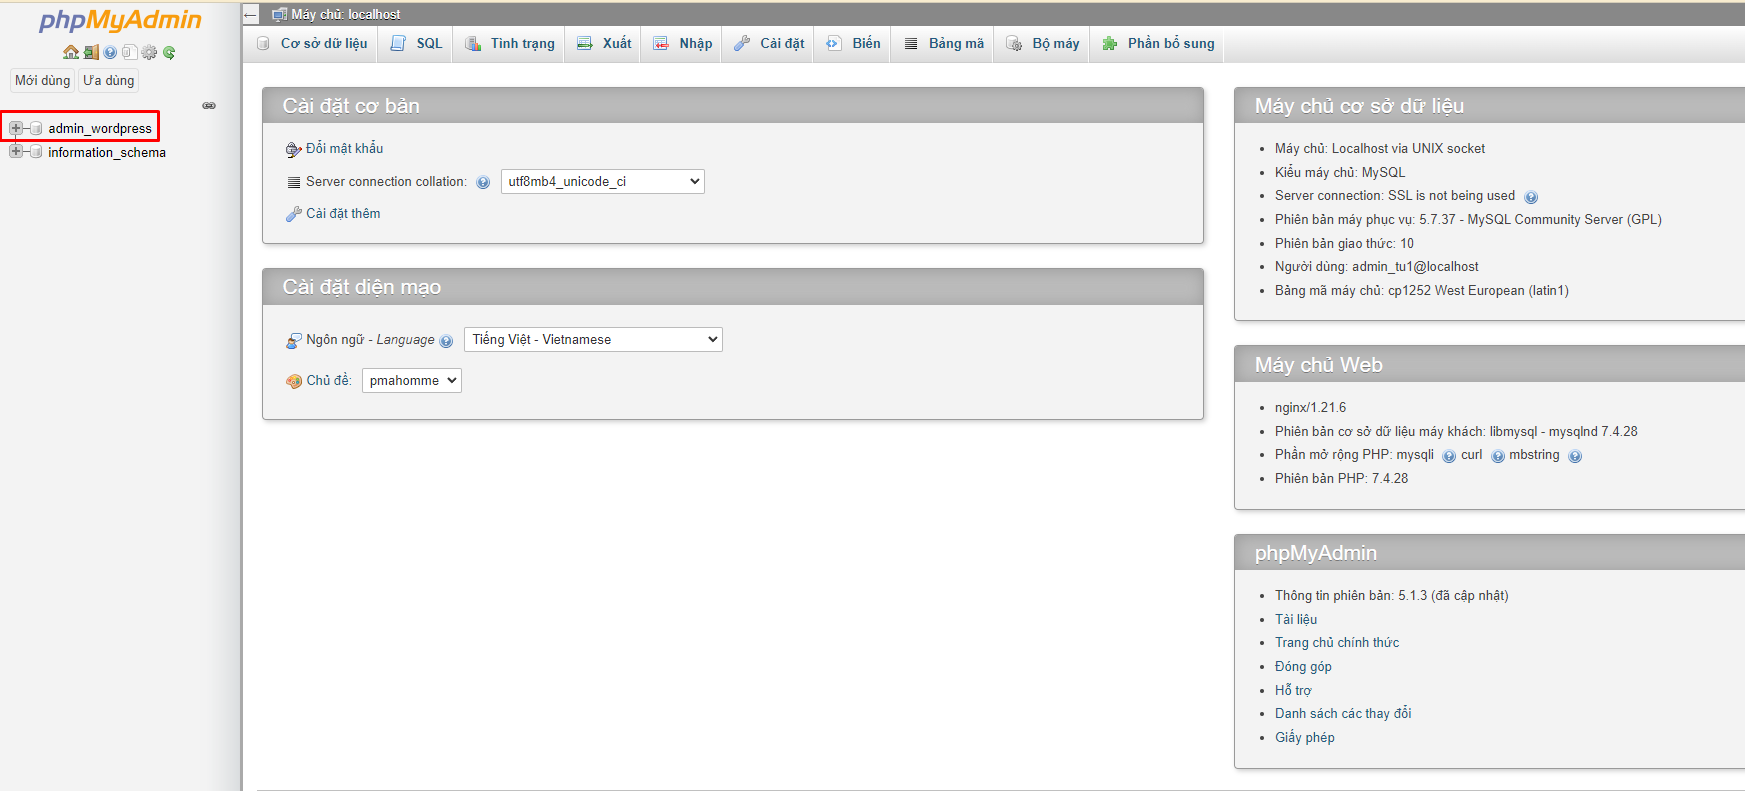 phpMyAdmin
Mới dùng Ưa dùng
admin_wordpress
information_schema
Máy chủ: localhost
Cơ sở dữ liệu SQL Tình trạng Xuất Nhập Cài đặt Biến Bảng mã Bộ máy Phần bổ sung
Cài đặt cơ bản
Đổi mật khẩu
Server connection collation: utf8mb4_unicode_ci
Cài đặt thêm
Cài đặt diện mạo
Ngôn ngữ - Language Tiếng Việt - Vietnamese
Chủ đề: pmahomme
Máy chủ cơ sở dữ liệu
Máy chủ: Localhost via UNIX socket
Kiểu máy chủ: MySQL
Server connection: SSL is not being used
Phiên bản máy phục vụ: 5.7.37 - MySQL Community Server (GPL)
Phiên bản giao thức: 10
Người dùng: admin_tu1@localhost
Bảng mã máy chủ: cp1252 West European (latin1)
Máy chủ Web
nginx/1.21.6
Phiên bản cơ sở dữ liệu máy khách: libmysql - mysqlnd 7.4.28
Phần mở rộng PHP: mysqli curl mbstring
Phiên bản PHP: 7.4.28
phpMyAdmin
Thông tin phiên bản: 5.1.3 (đã cập nhật)
Tài liệu
Trang chủ chính thức
Đóng góp
Hỗ trợ
Danh sách các thay đổi
Giấy phép